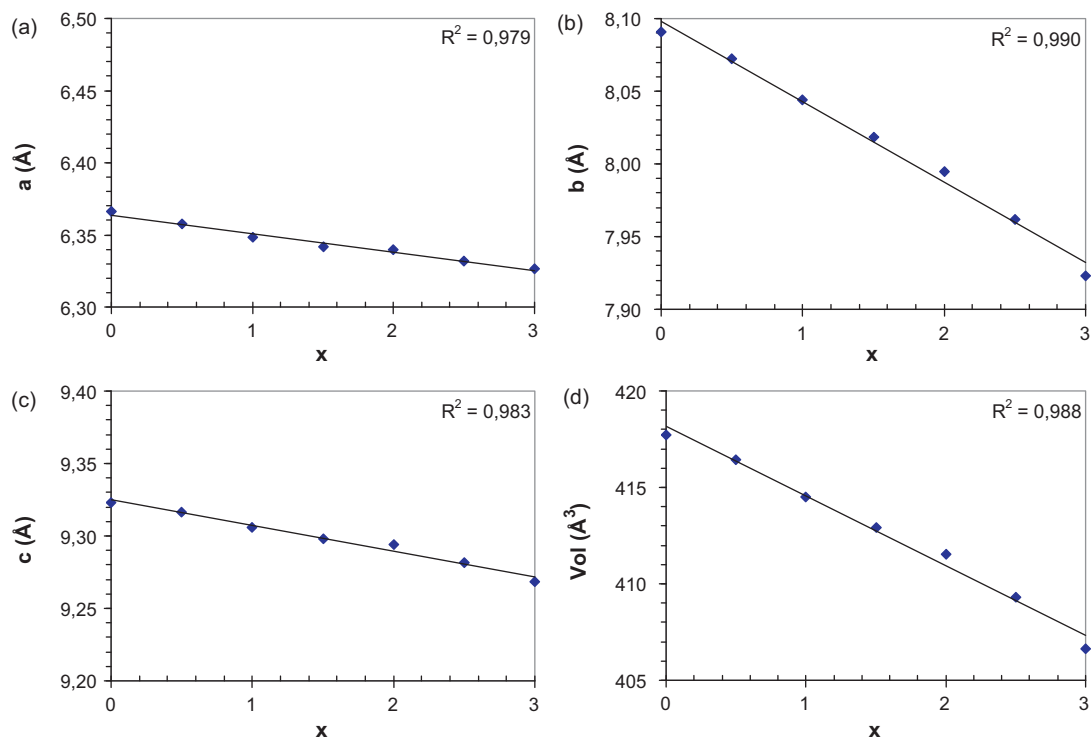 (a)
6,50
6,45
6,40
6,35
6,30
a (Å)
R² = 0,979
0 1 2 3
x
(b)
8,10
8,05
8,00
7,95
7,90
b (Å)
R² = 0,990
0 1 2 3
x
(c)
9,40
9,35
9,30
9,25
9,20
c (Å)
R² = 0,983
0 1 2 3
x
(d)
420
415
410
405
Vol (Å³)
R² = 0,988
0 1 2 3
x